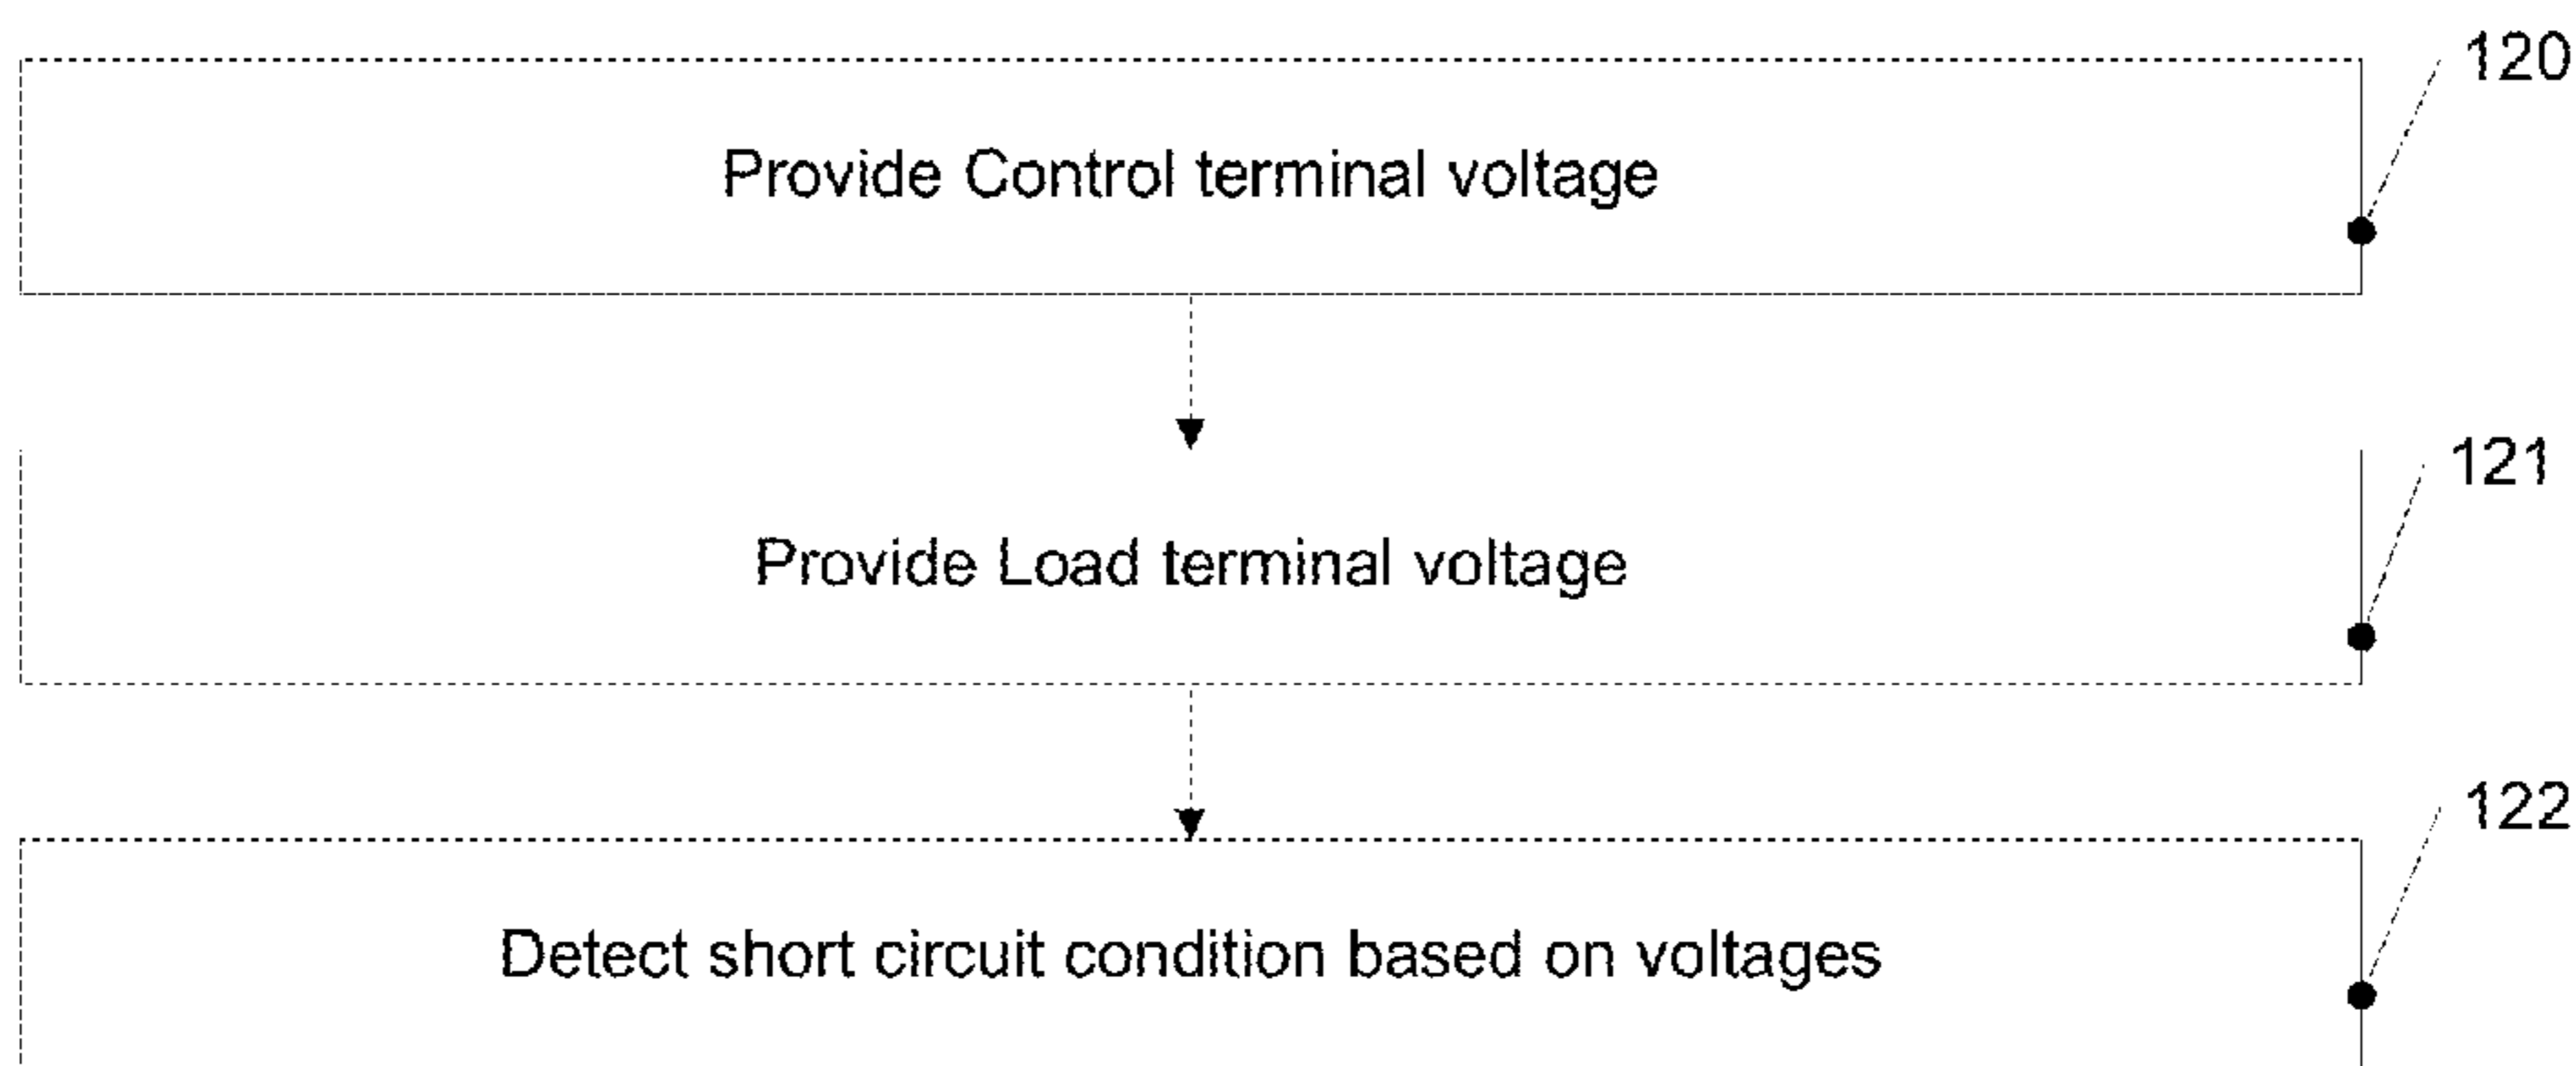 120
Provide Control terminal voltage
121
Provide Load terminal voltage
122
Detect short circuit condition based on voltages